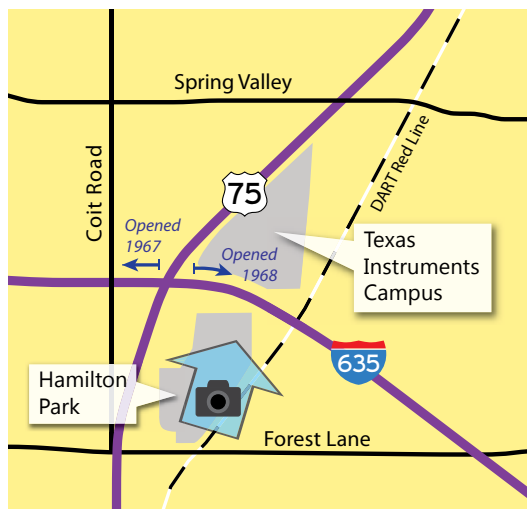 Spring Valley
Coit Road
DART Red Line
75
Opened
1967
Opened
1968
Texas
Instruments
Campus
635
Hamilton
Park
Forest Lane